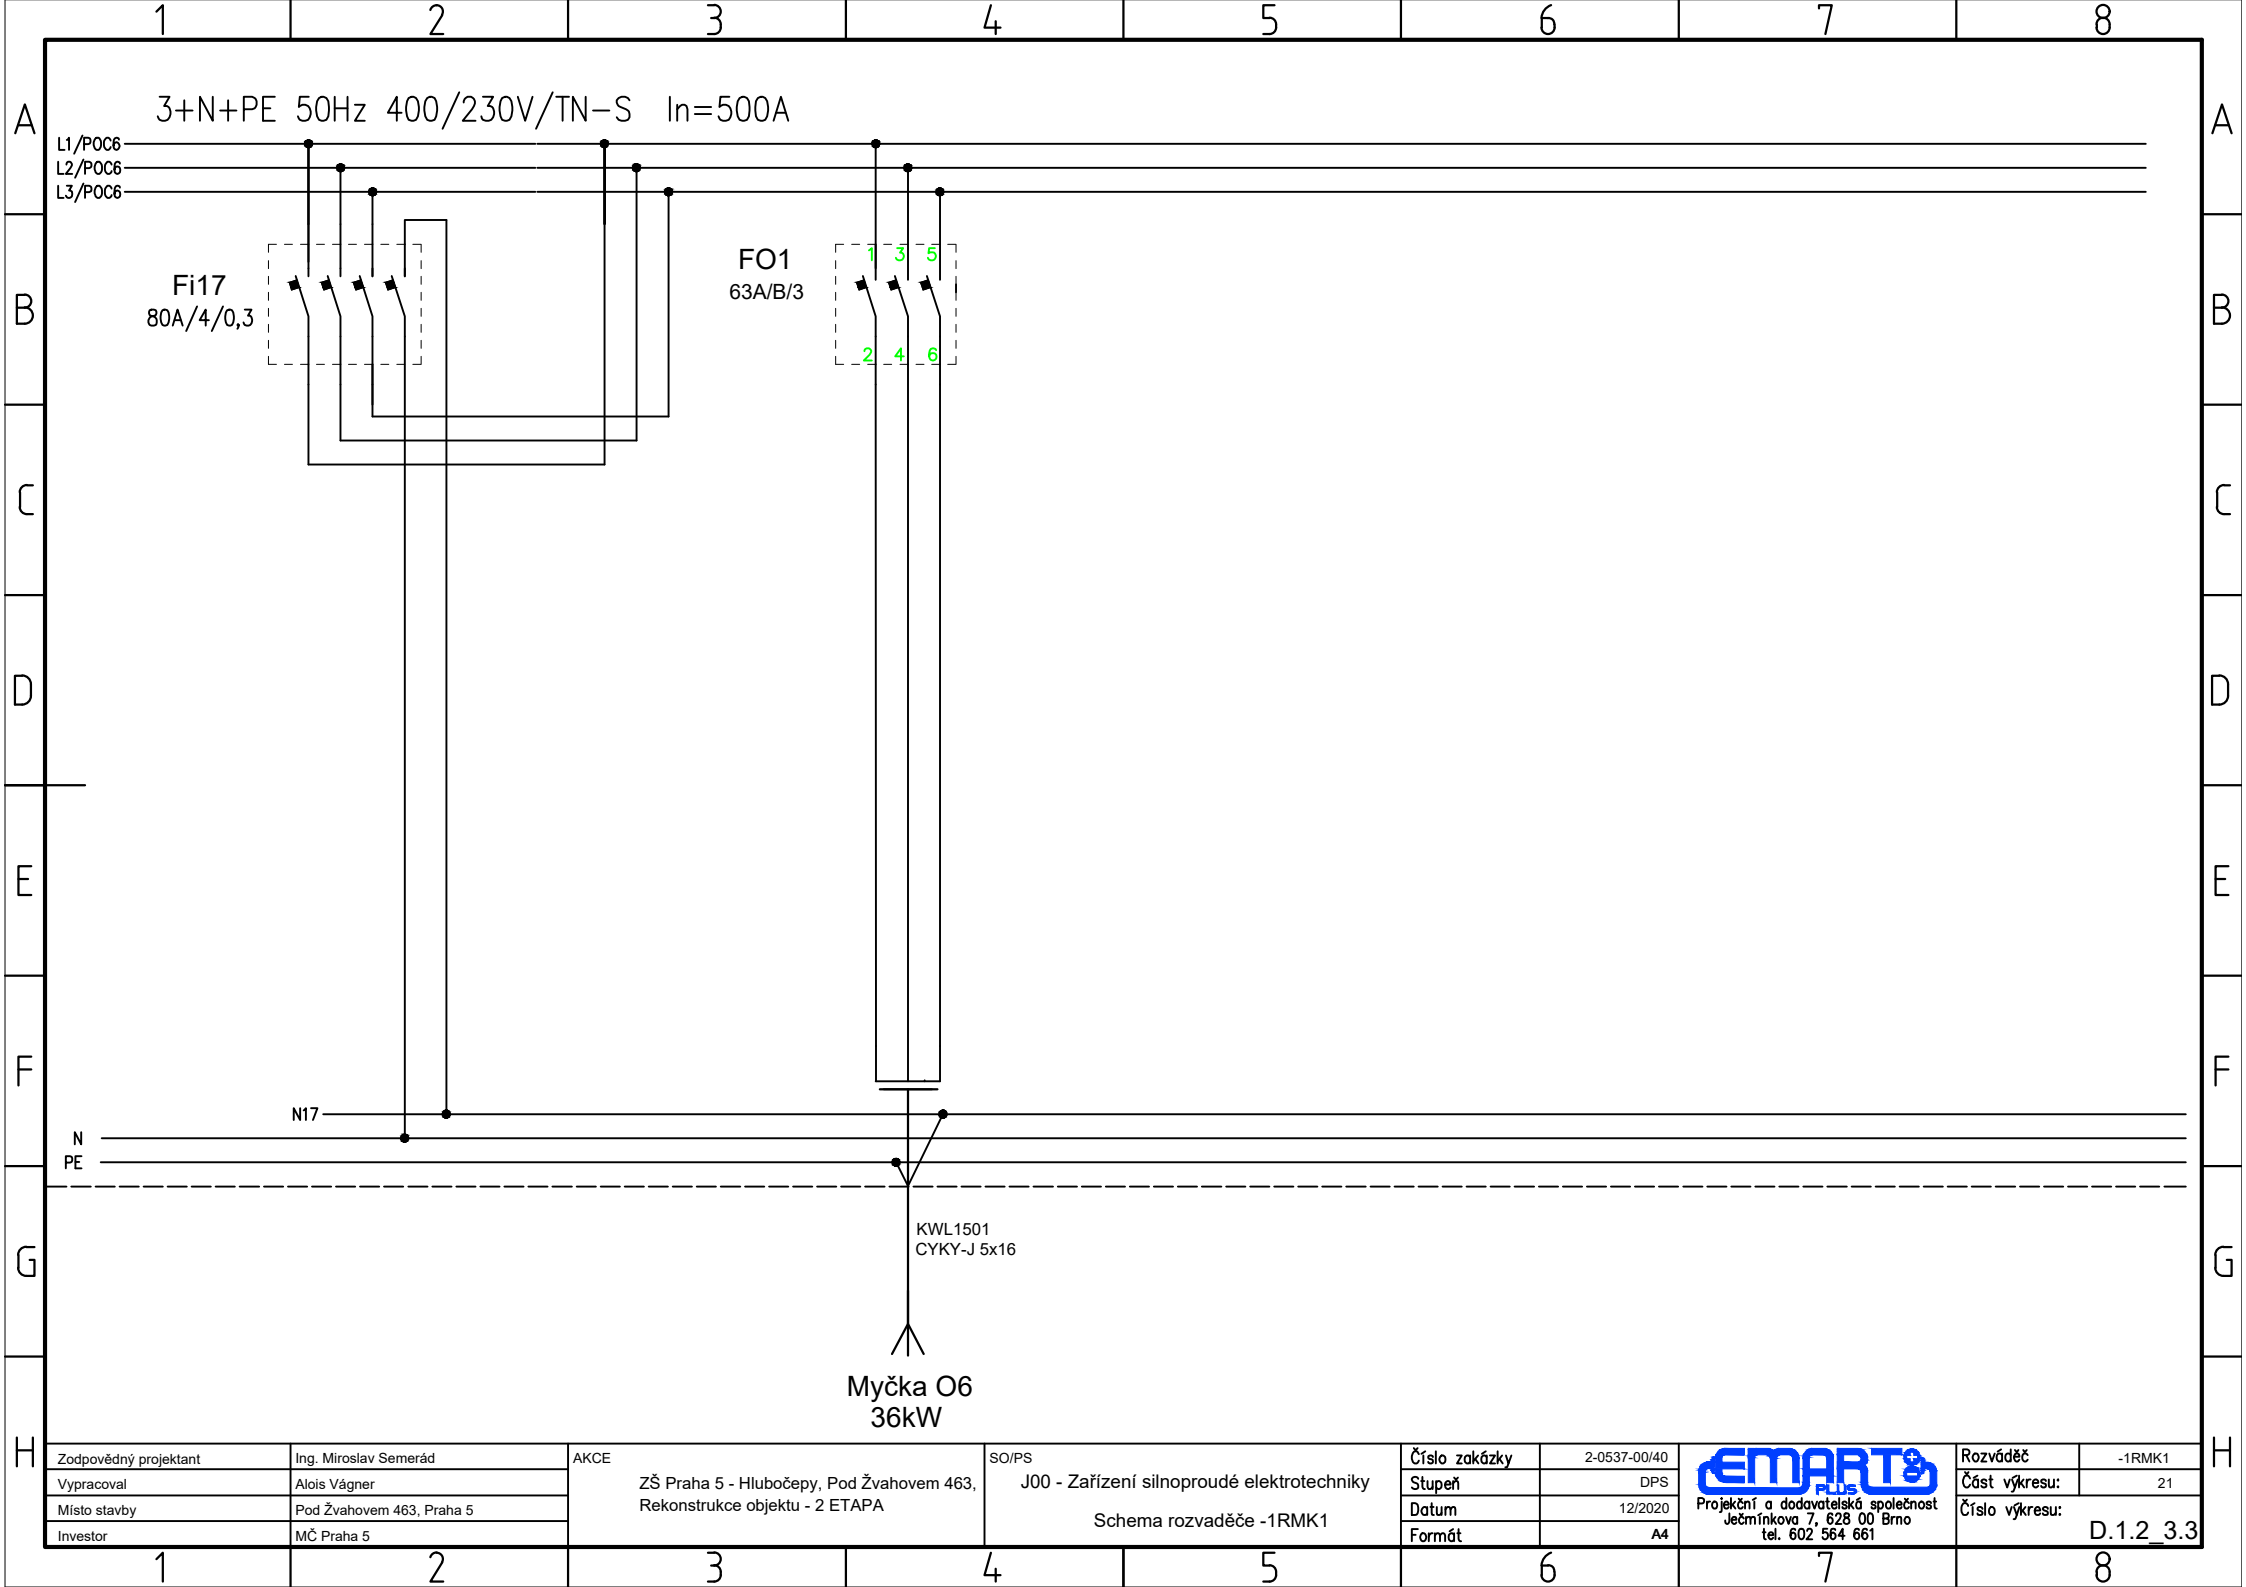 1 2 3 4 5 6 7 8
A A
3+N+PE 50Hz 400/230V/TN-S In=500A
L1/POC6
L2/POC6
L3/POC6
B B
Fi17
80A/4/0,3
FO1
63A/B/3
1 3 5
2 4 6
C C
D D
E E
F F
N17
N
PE
G G
KWL1501
CYKY-J 5x16
Myčka O6
36kW
H H
Zodpovědný projektant Ing. Miroslav Semerád
Vypracoval Alois Vágner
Místo stavby Pod Žvahovem 463, Praha 5
Investor MČ Praha 5
AKCE
ZŠ Praha 5 - Hlubočepy, Pod Žvahovem 463,
Rekonstrukce objektu - 2 ETAPA
SO/PS
J00 - Zařízení silnoproudé elektrotechniky
Schema rozvaděče -1RMK1
Číslo zakázky 2-0537-00/40
Stupeň DPS
Datum 12/2020
Formát A4
EMART
PLUS
Projekční a dodavatelská společnost
Ječmínkova 7, 628 00 Brno
tel. 602 564 661
Rozváděč -1RMK1
Část výkresu: 21
Číslo výkresu:
D.1.2_3.3
1 2 3 4 5 6 7 8